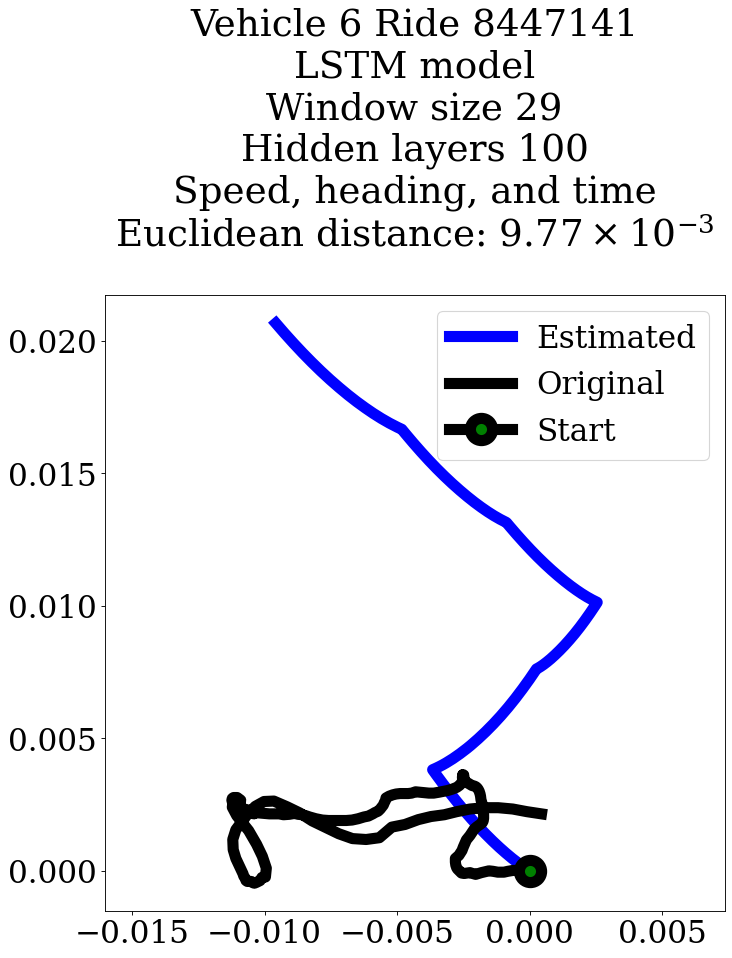 Vehicle 6 Ride 8447141
LSTM model
Window size 29
Hidden layers 100
Speed, heading, and time
Euclidean distance: 9.77 × 10⁻³
Estimated
Original
Start
0.020
0.015
0.010
0.005
0.000
−0.015 −0.010 −0.005 0.000 0.005